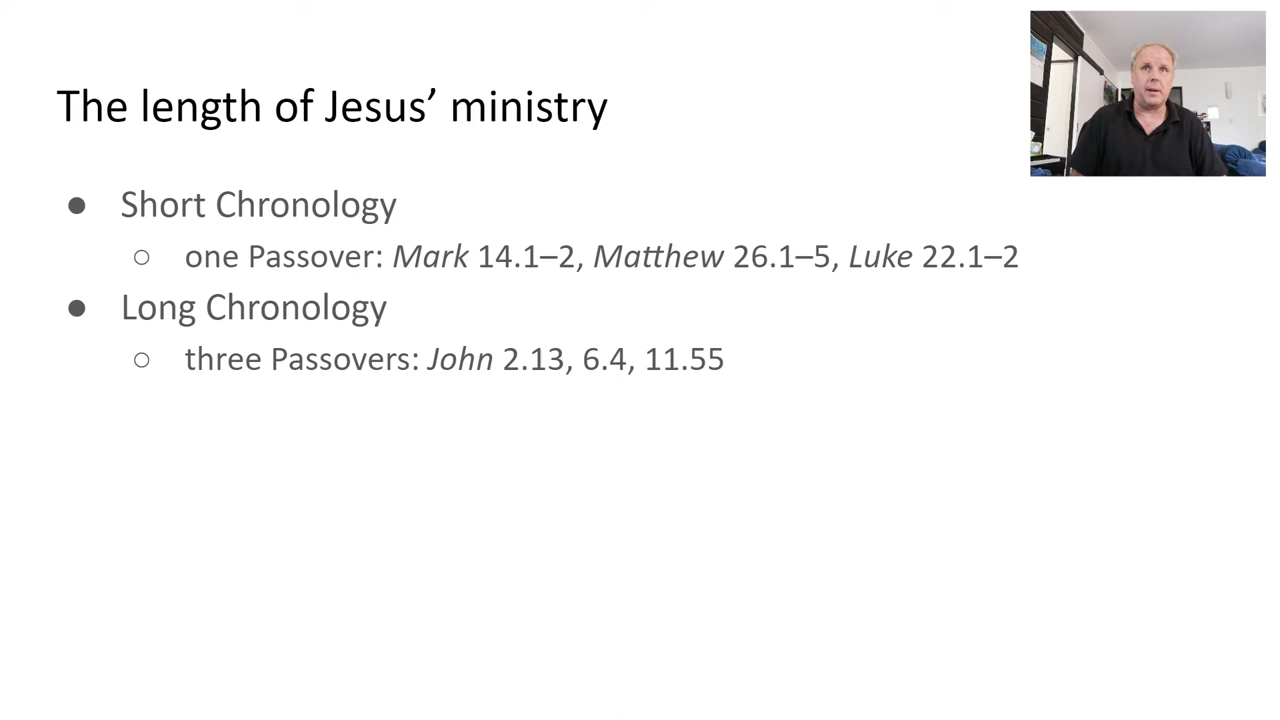 The length of Jesus’ ministry
● Short Chronology
○ one Passover: Mark 14.1–2, Matthew 26.1–5, Luke 22.1–2
● Long Chronology
○ three Passovers: John 2.13, 6.4, 11.55